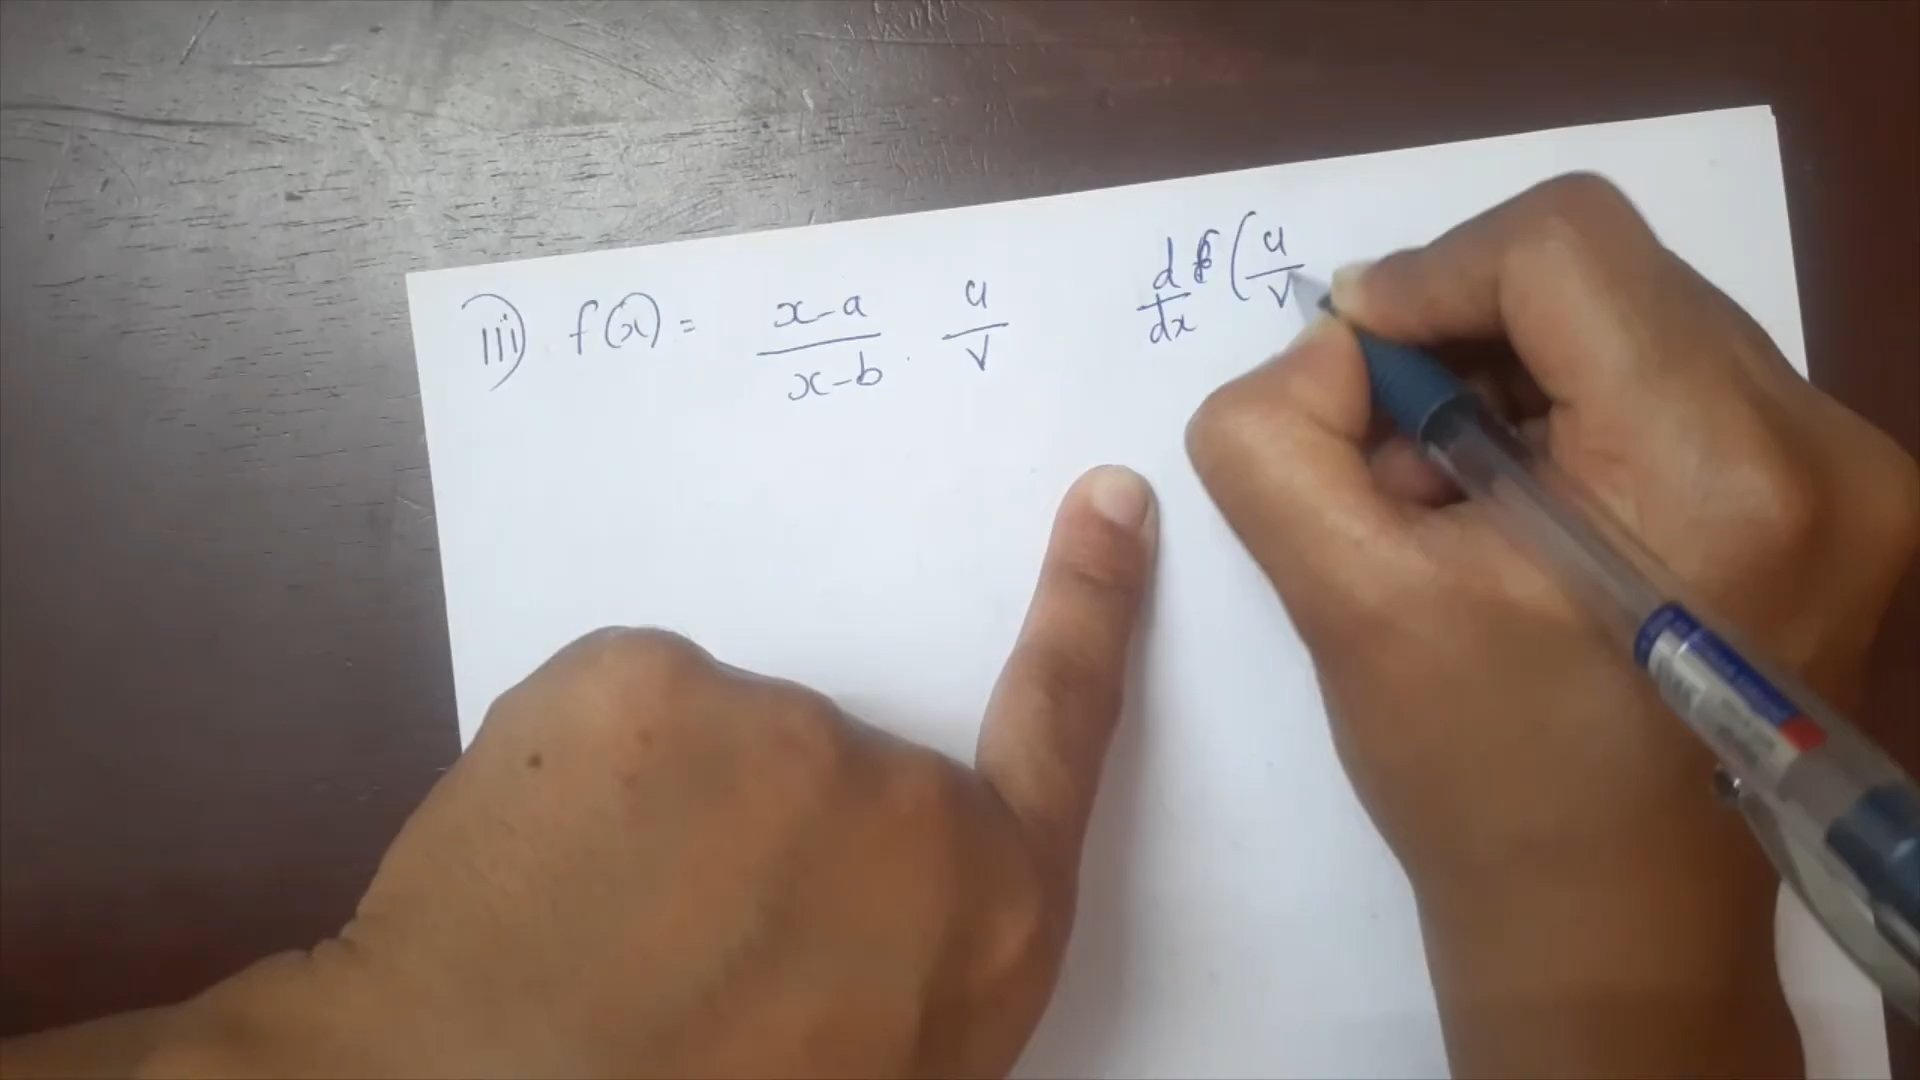 iii) f(x) = x-a / x-b . u/v
d/dx (u/v